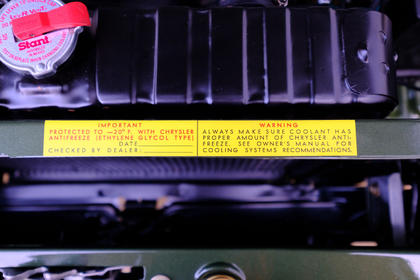 Stant
IMPORTANT
PROTECTED TO —20°F. WITH CHRYSLER
ANTIFREEZE (ETHYLENE GLYCOL TYPE)
DATE
CHECKED BY DEALER:
WARNING
ALWAYS MAKE SURE COOLANT HAS
PROPER AMOUNT OF CHRYSLER ANTI-
FREEZE. SEE OWNER'S MANUAL FOR
COOLING SYSTEMS RECOMMENDATIONS.